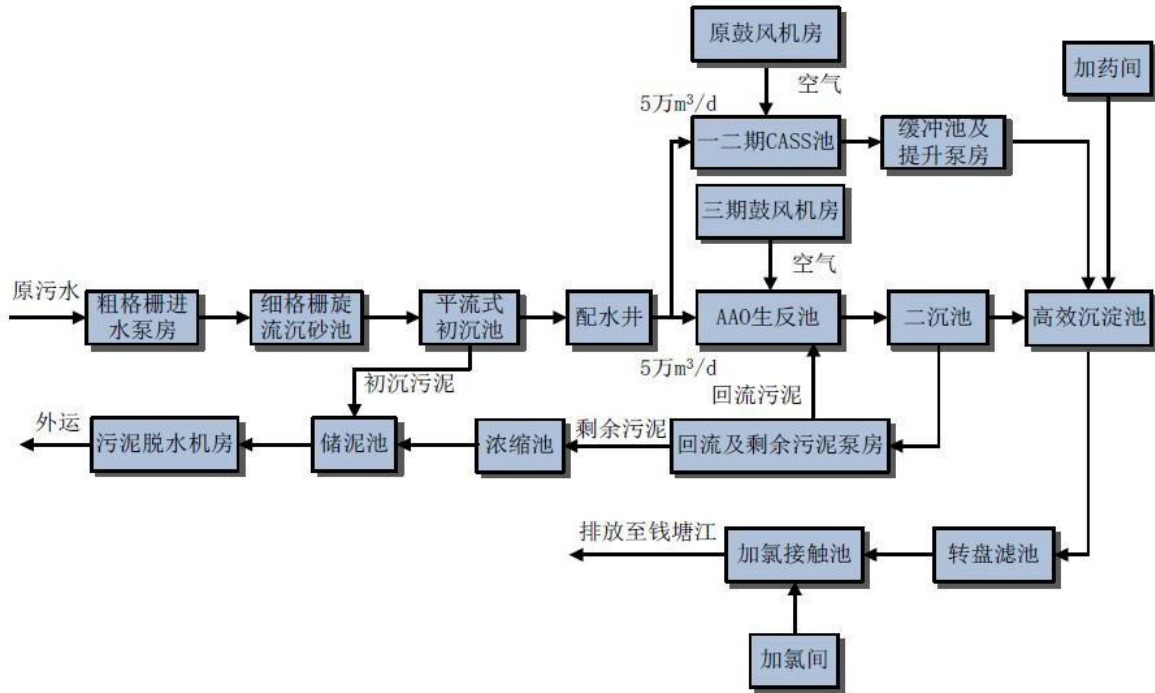 原鼓风机房
空气
加药间
5万m³/d
一二期CASS池
缓冲池及
提升泵房
三期鼓风机房
空气
原污水
粗格栅进
水泵房
细格栅旋
流沉砂池
平流式
初沉池
配水井
AAO生反池
二沉池
高效沉淀池
5万m³/d
初沉污泥
回流污泥
外运
污泥脱水机房
储泥池
浓缩池
剩余污泥
回流及剩余污泥泵房
排放至钱塘江
加氯接触池
转盘滤池
加氯间